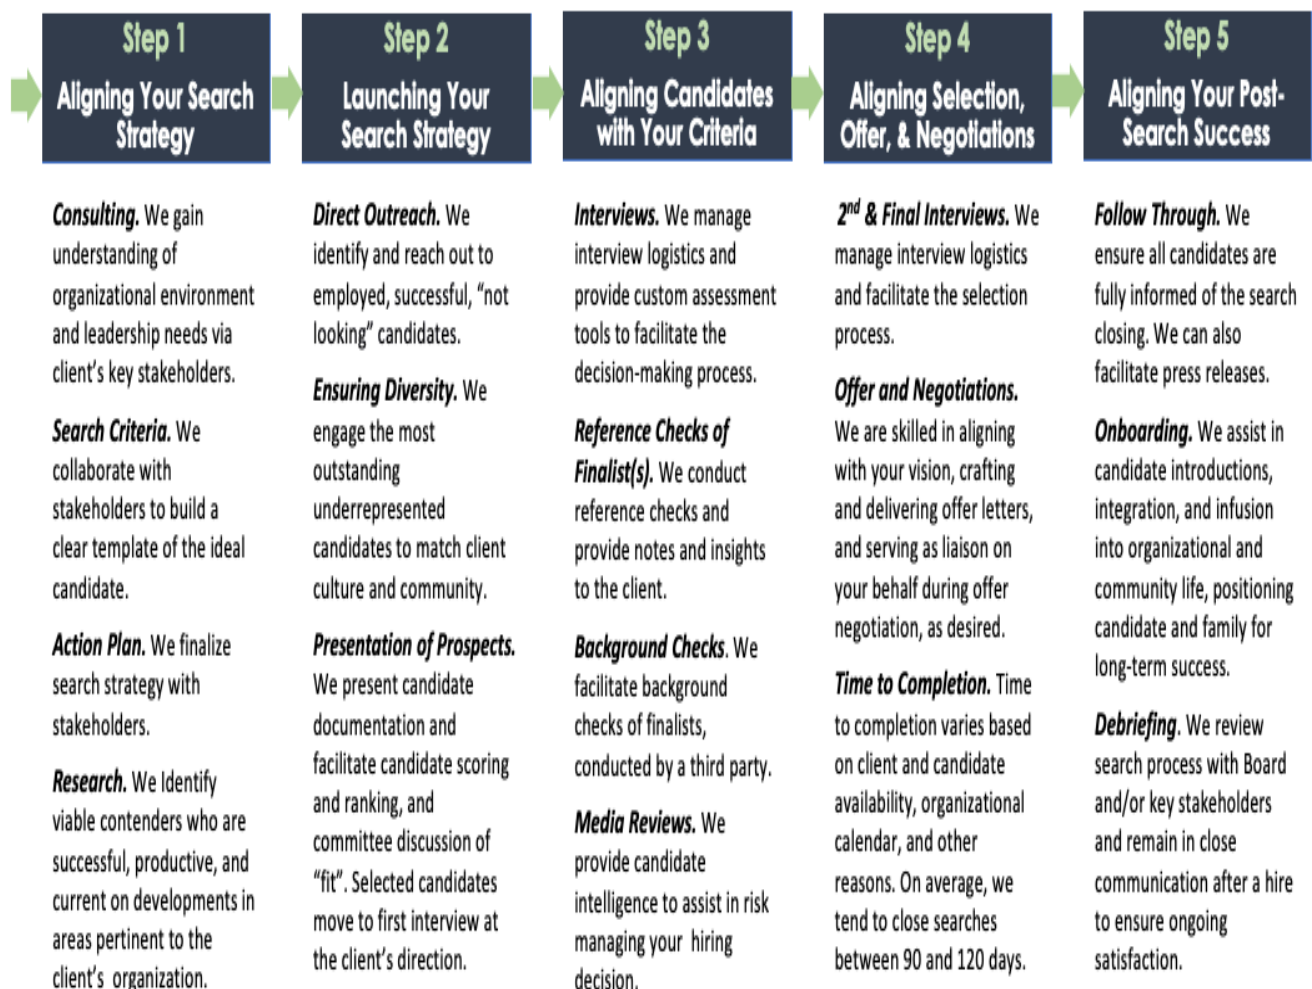 Step 1
Aligning Your Search
Strategy
Consulting. We gain
understanding of
organizational environment
and leadership needs via
client's key stakeholders.
Search Criteria. We
collaborate with
stakeholders to build a
clear template of the ideal
candidate.
Action Plan. We finalize
search strategy with
stakeholders.
Research. We Identify
viable contenders who are
successful, productive, and
current on developments in
areas pertinent to the
client's organization.
Step 2
Launching Your
Search Strategy
Direct Outreach. We
identify and reach out to
employed, successful, "not
looking" candidates.
Ensuring Diversity. We
engage the most
outstanding
underrepresented
candidates to match client
culture and community.
Presentation of Prospects.
We present candidate
documentation and
facilitate candidate scoring
and ranking, and
committee discussion of
"fit". Selected candidates
move to first interview at
the client's direction.
Step 3
Aligning Candidates
with Your Criteria
Interviews. We manage
interview logistics and
provide custom assessment
tools to facilitate the
decision-making process.
Reference Checks of
Finalist(s). We conduct
reference checks and
provide notes and insights
to the client.
Background Checks. We
facilitate background
checks of finalists,
conducted by a third party.
Media Reviews. We
provide candidate
intelligence to assist in risk
managing your hiring
decision.
Step 4
Aligning Selection,
Offer, & Negotiations
2nd & Final Interviews. We
manage interview logistics
and facilitate the selection
process.
Offer and Negotiations.
We are skilled in aligning
with your vision, crafting
and delivering offer letters,
and serving as liaison on
your behalf during offer
negotiation, as desired.
Time to Completion. Time
to completion varies based
on client and candidate
availability, organizational
calendar, and other
reasons. On average, we
tend to close searches
between 90 and 120 days.
Step 5
Aligning Your Post-
Search Success
Follow Through. We
ensure all candidates are
fully informed of the search
closing. We can also
facilitate press releases.
Onboarding. We assist in
candidate introductions,
integration, and infusion
into organizational and
community life, positioning
candidate and family for
long-term success.
Debriefing. We review
search process with Board
and/or key stakeholders
and remain in close
communication after a hire
to ensure ongoing
satisfaction.